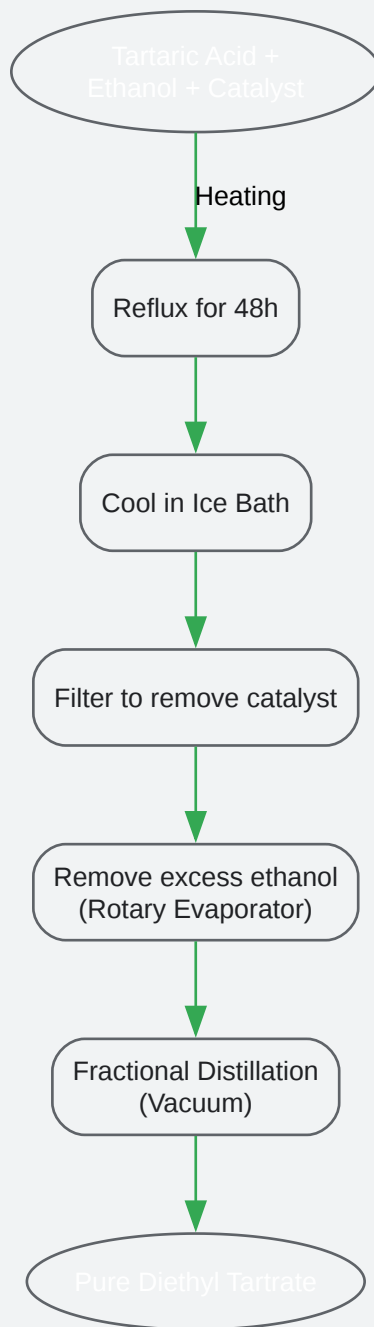 Tartaric Acid +
Ethanol + Catalyst
Heating
Reflux for 48h
Cool in Ice Bath
Filter to remove catalyst
Remove excess ethanol
(Rotary Evaporator)
Fractional Distillation
(Vacuum)
Pure Diethyl Tartrate